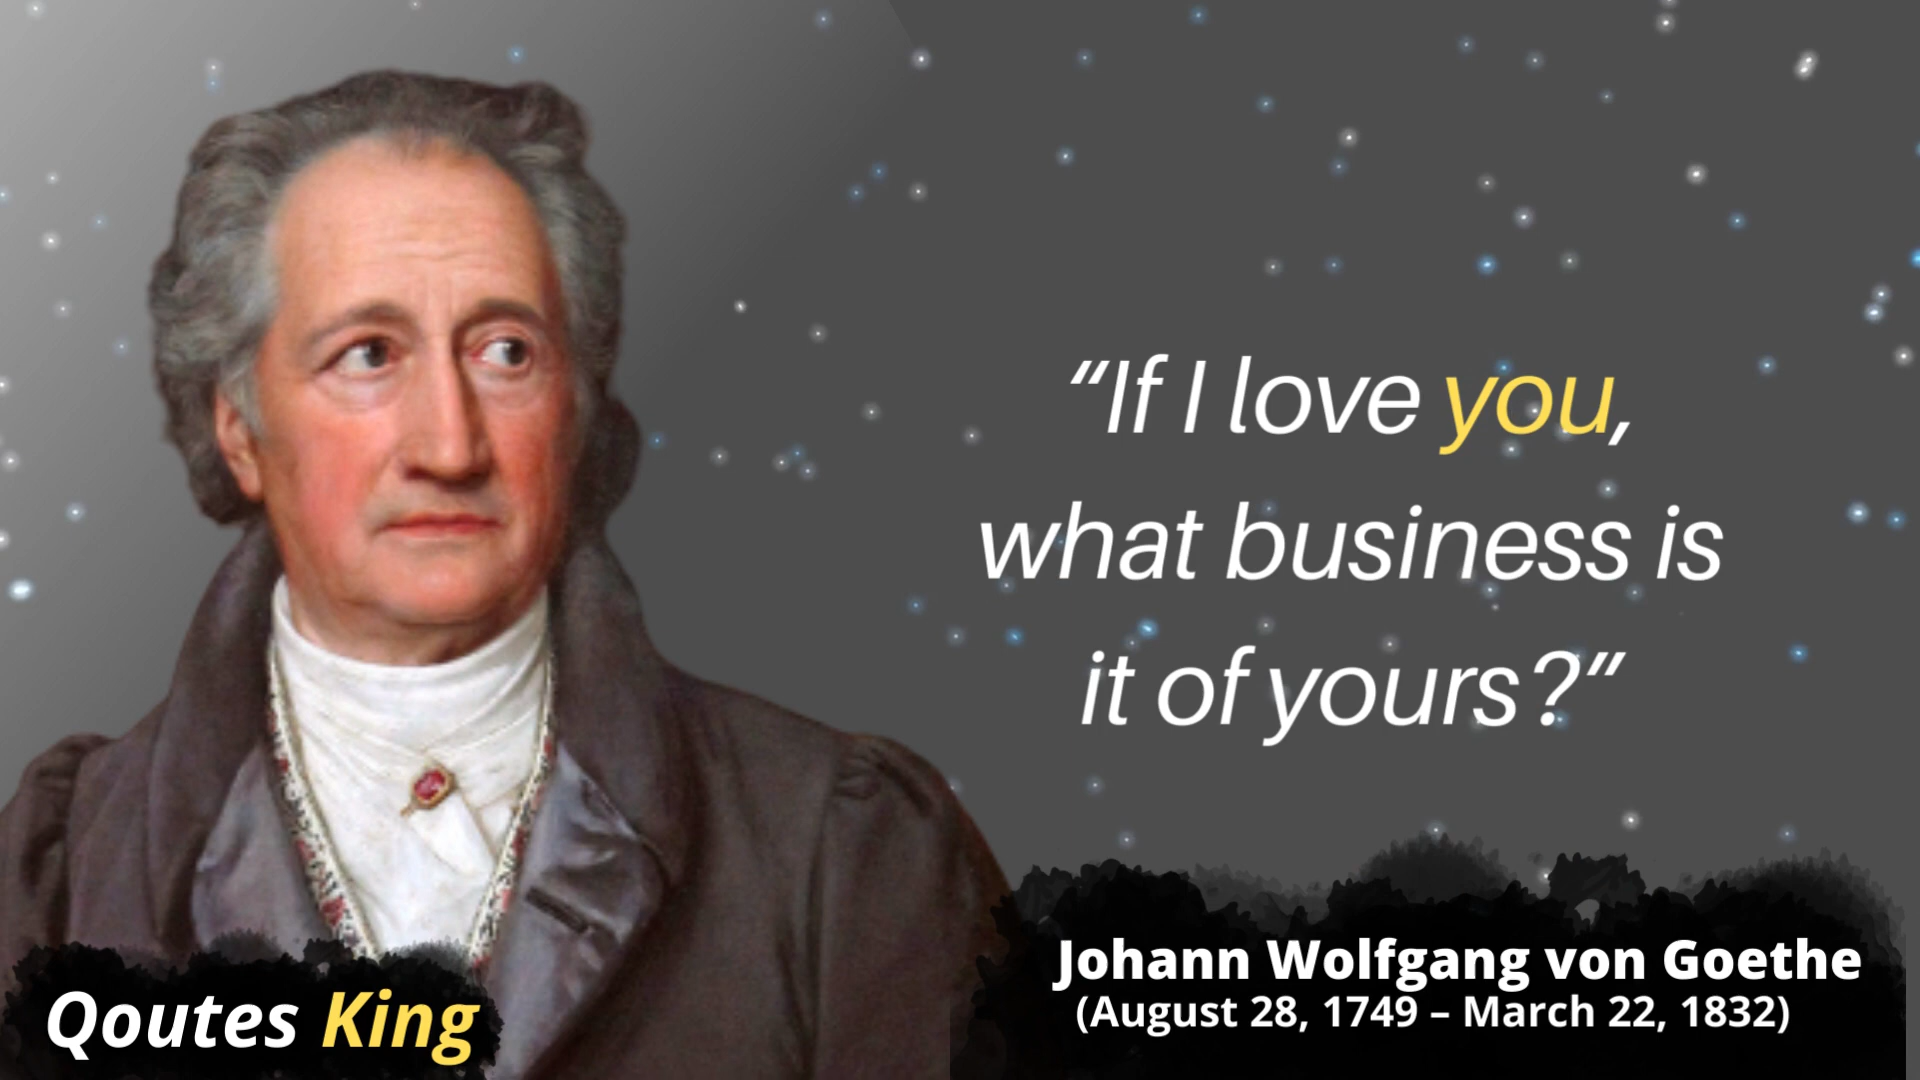 “If I love you,
what business is
it of yours?”
Johann Wolfgang von Goethe
(August 28, 1749 – March 22, 1832)
Qoutes King